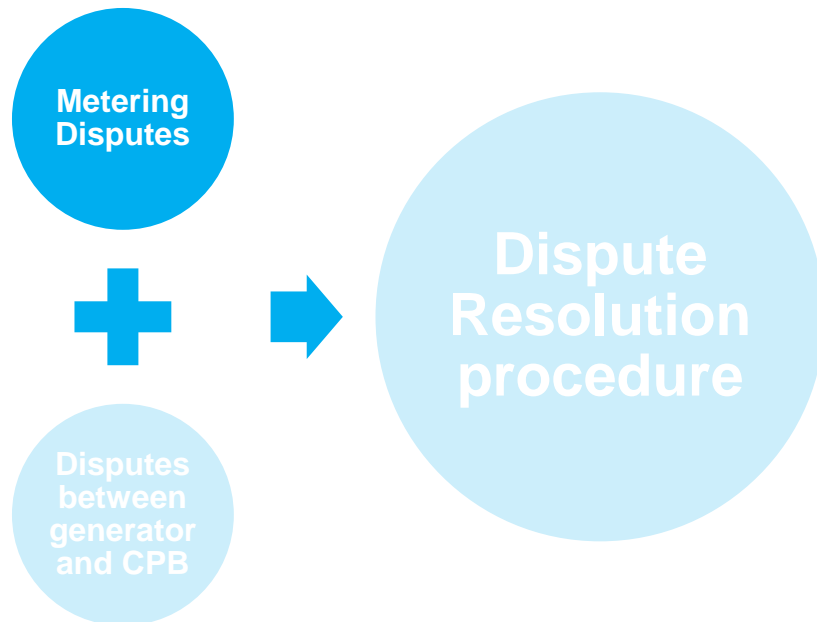 Metering
Disputes
Dispute
Resolution
procedure
Disputes
between
generator
and CPB